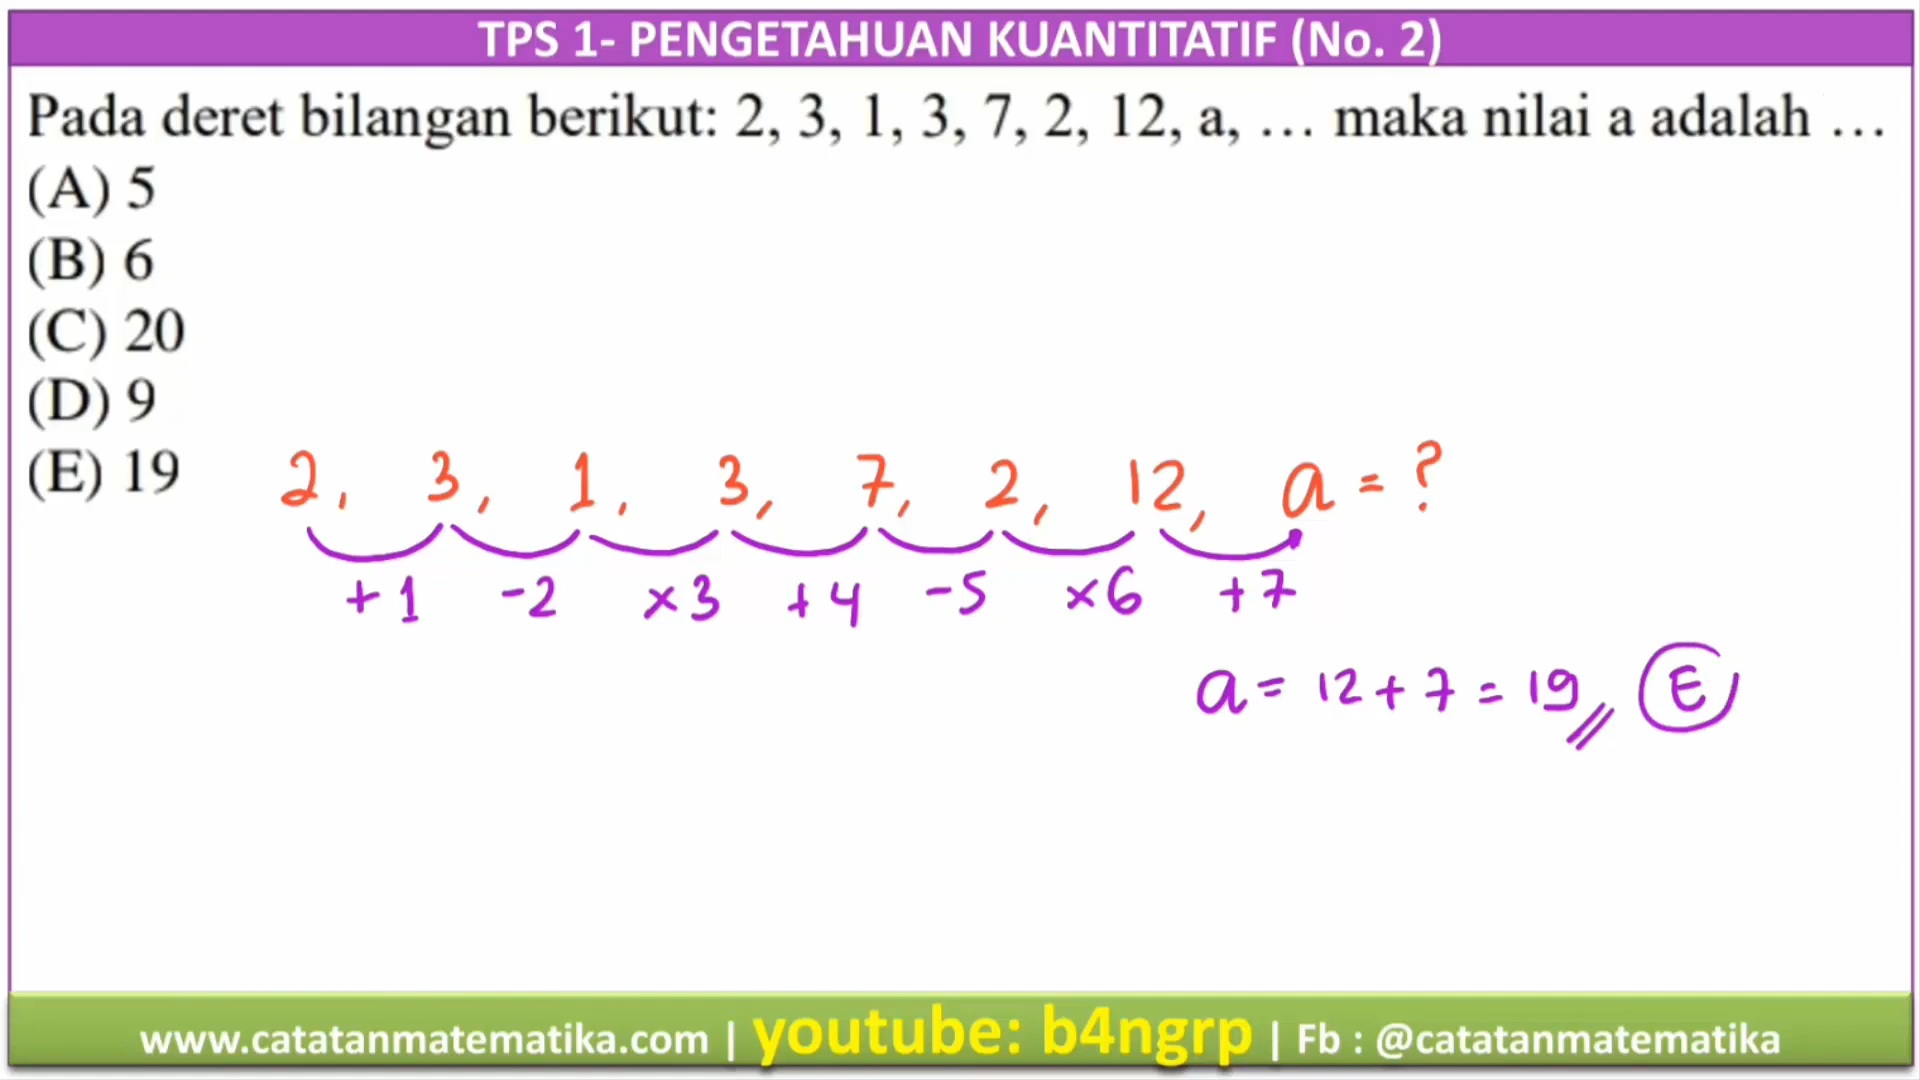 TPS 1- PENGETAHUAN KUANTITATIF (No. 2)
Pada deret bilangan berikut: 2, 3, 1, 3, 7, 2, 12, a, … maka nilai a adalah …
(A) 5
(B) 6
(C) 20
(D) 9
(E) 19
2, 3, 1, 3, 7, 2, 12, a = ?
+1 -2 ×3 +4 -5 ×6 +7
a = 12 + 7 = 19 E
www.catatanmatematika.com | youtube: b4ngrp | Fb : @catatanmatematika